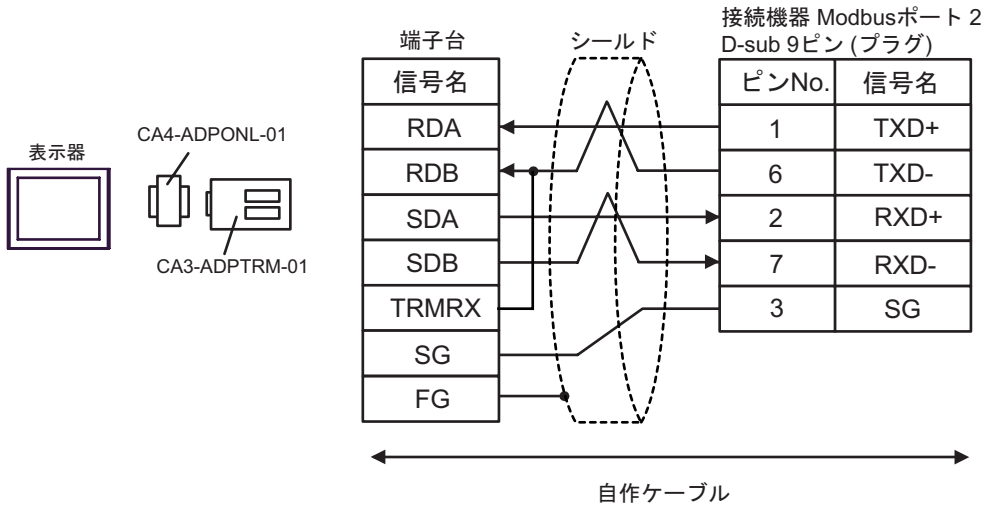 接続機器 Modbusポート 2
D-sub 9ピン (プラグ)
端子台
シールド
信号名
ピンNo. 信号名
RDA
1 TXD+
RDB
6 TXD-
SDA
2 RXD+
SDB
7 RXD-
TRMRX
3 SG
SG
FG
表示器
CA4-ADPONL-01
CA3-ADPTRM-01
自作ケーブル